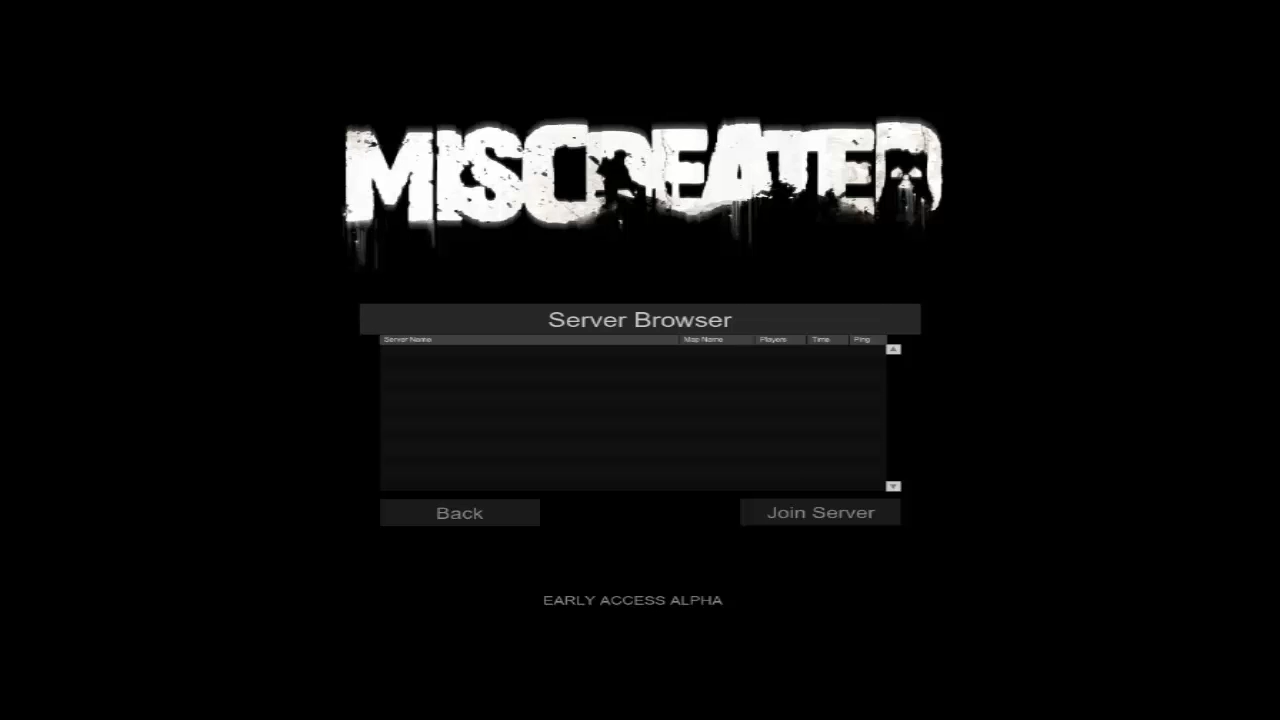 MISCREATED
Server Browser
Server Name Map Name Players Time Ping
Back Join Server
EARLY ACCESS ALPHA